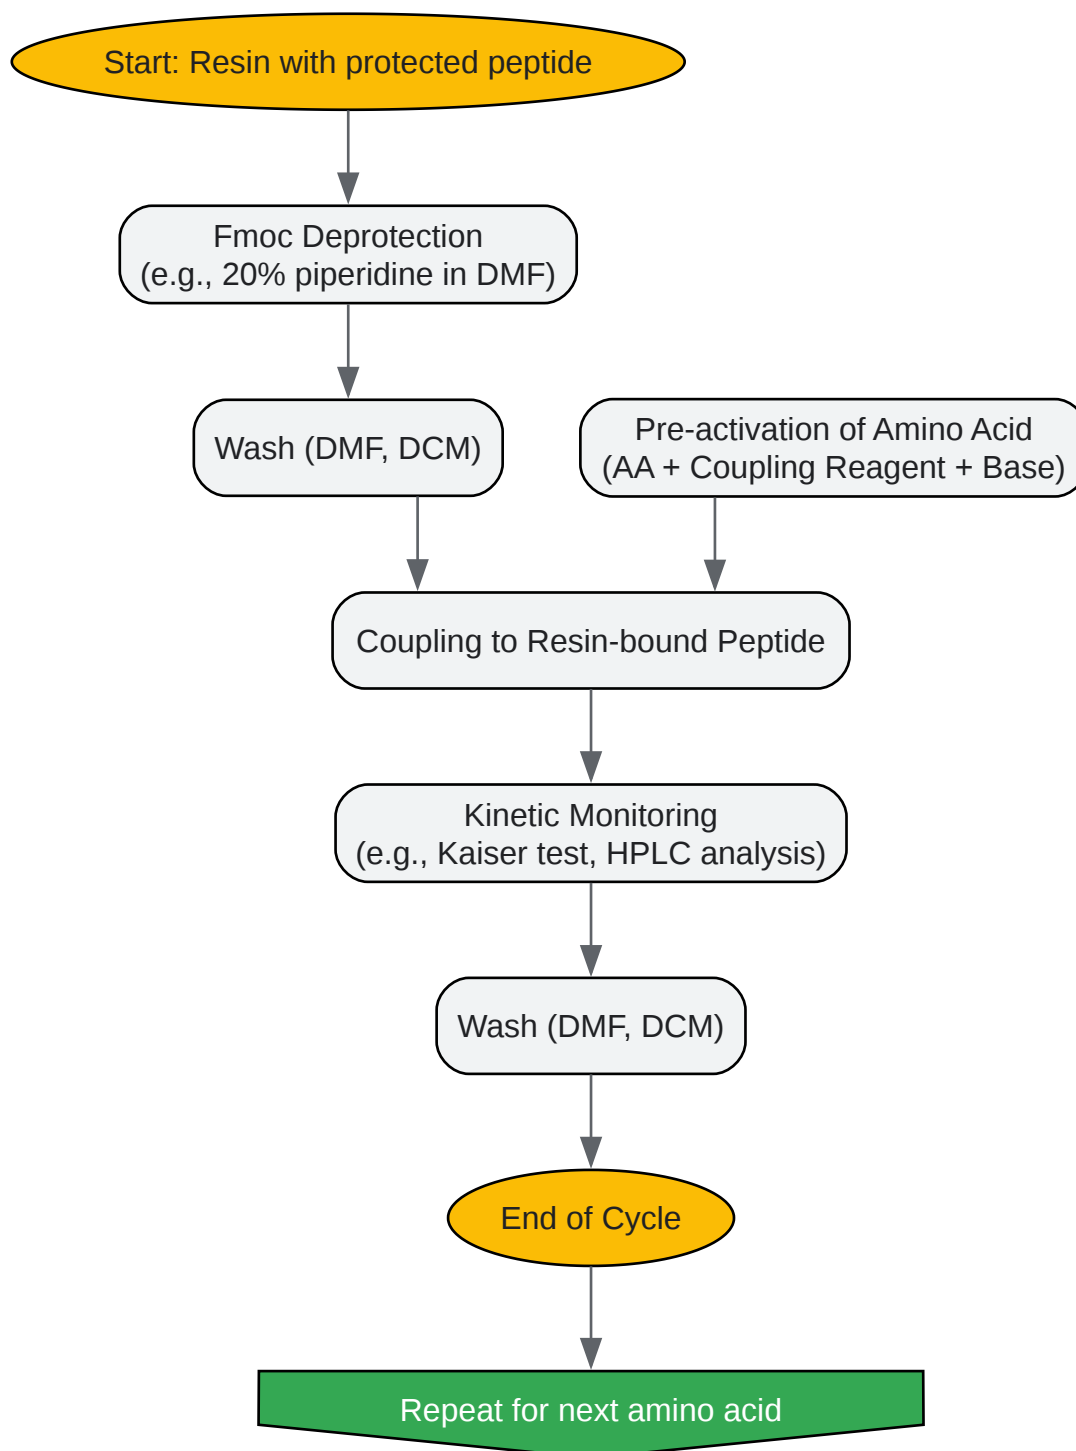 Start: Resin with protected peptide
Fmoc Deprotection
(e.g., 20% piperidine in DMF)
Wash (DMF, DCM)
Pre-activation of Amino Acid
(AA + Coupling Reagent + Base)
Coupling to Resin-bound Peptide
Kinetic Monitoring
(e.g., Kaiser test, HPLC analysis)
Wash (DMF, DCM)
End of Cycle
Repeat for next amino acid